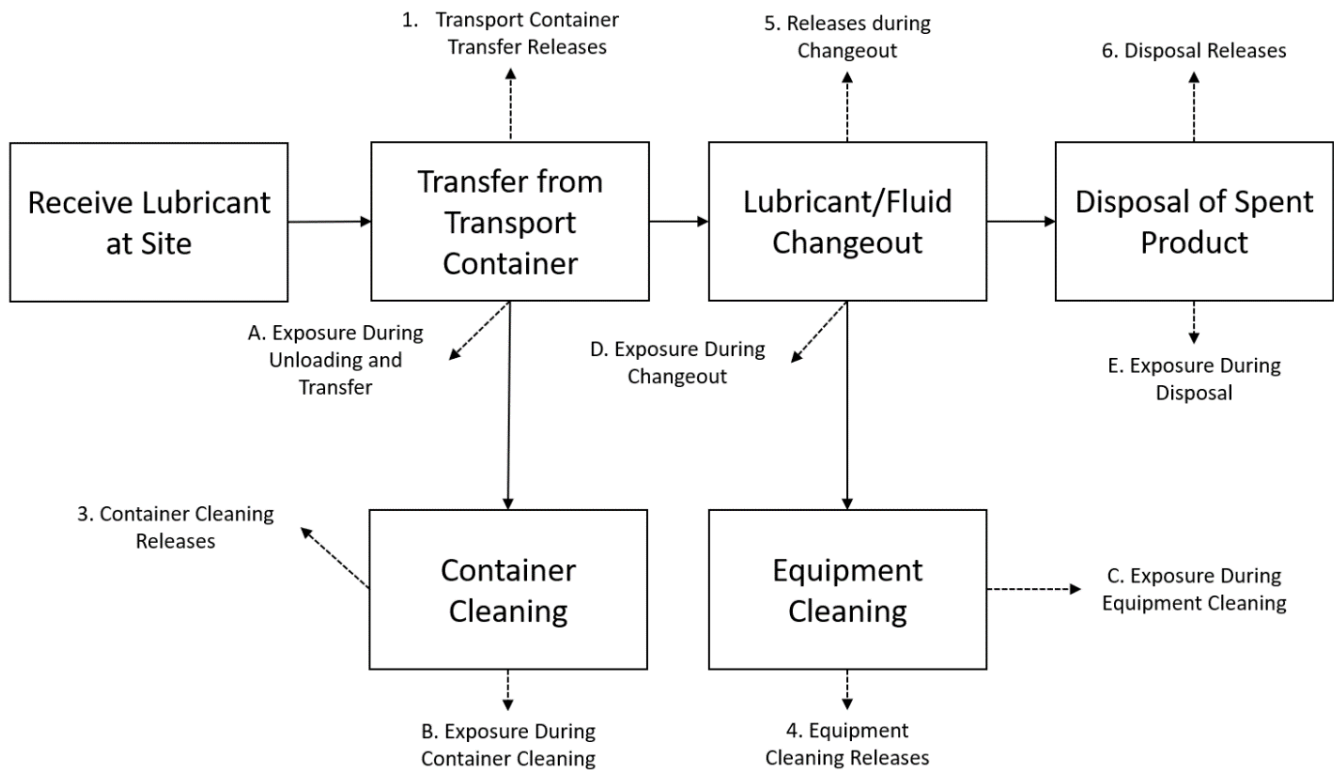 1. Transport Container
Transfer Releases
5. Releases during
Changeout
6. Disposal Releases
Receive Lubricant
at Site
Transfer from
Transport
Container
Lubricant/Fluid
Changeout
Disposal of Spent
Product
A. Exposure During
Unloading and
Transfer
D. Exposure During
Changeout
E. Exposure During
Disposal
3. Container Cleaning
Releases
Container
Cleaning
Equipment
Cleaning
C. Exposure During
Equipment Cleaning
B. Exposure During
Container Cleaning
4. Equipment
Cleaning Releases